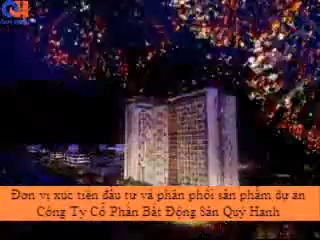 QH
Đơn vị xúc tiến đầu tư và phân phối sản phẩm dự án
Công Ty Cổ Phần Bất Động Sản Quý Hanh